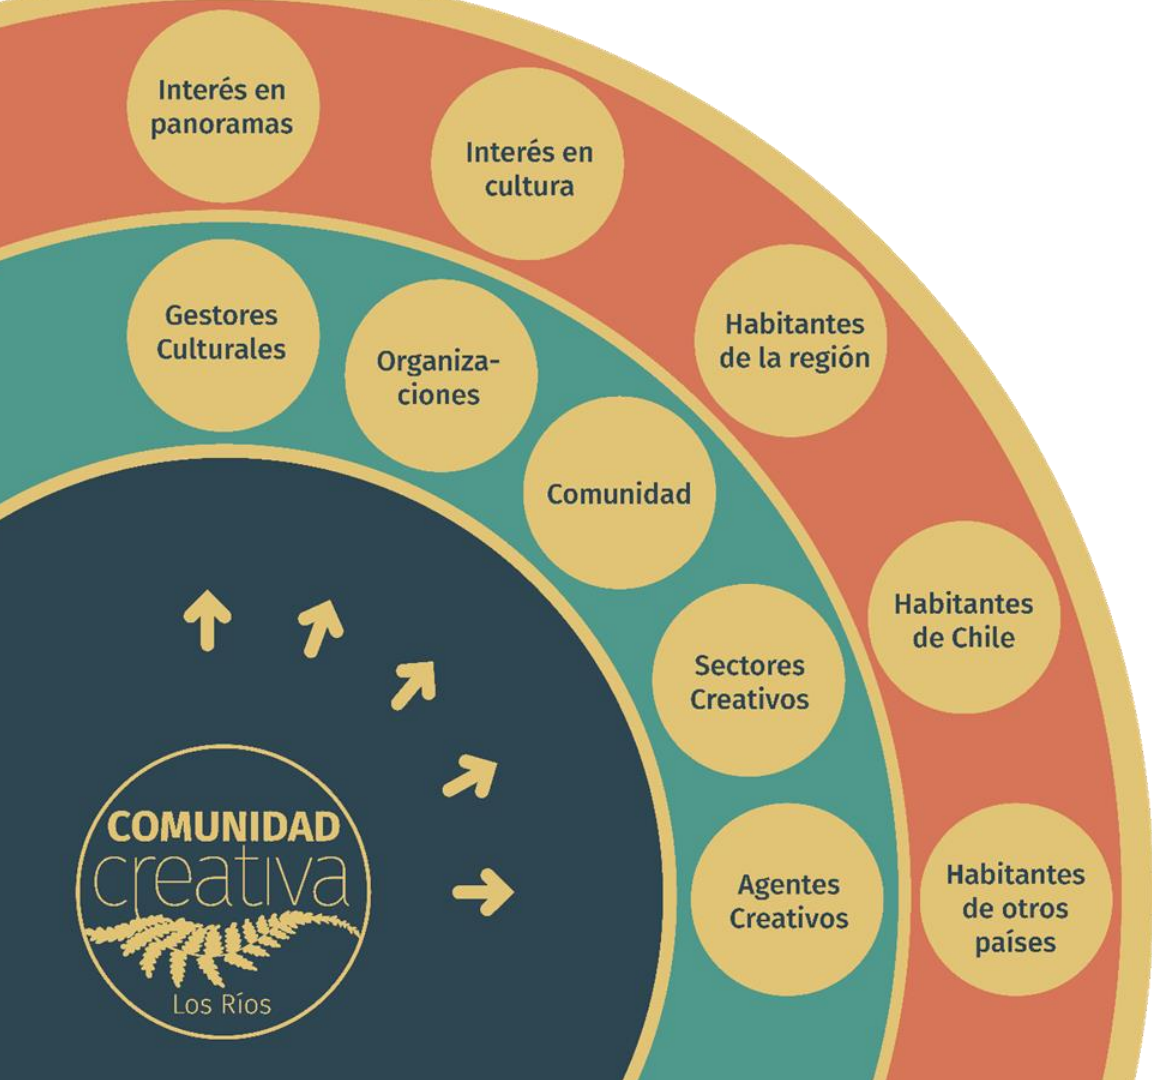 Interés en
panoramas
Interés en
cultura
Habitantes
de la región
Habitantes
de Chile
Habitantes
de otros
países
Gestores
Culturales
Organiza-
ciones
Comunidad
Sectores
Creativos
Agentes
Creativos
COMUNIDAD
creativa
Los Ríos